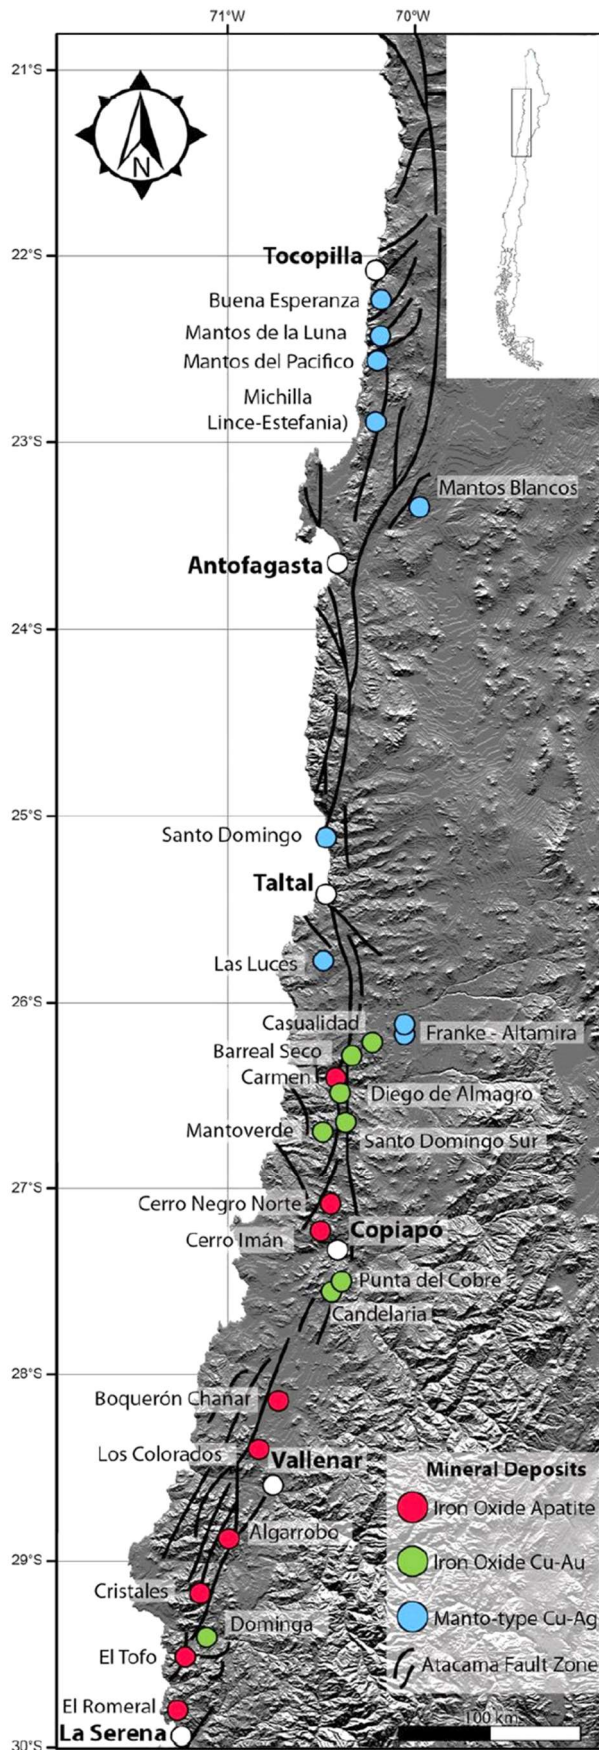 71°W
70°W
21°S
N
22°S
Tocopilla
Buena Esperanza
Mantos de la Luna
Mantos del Pacifico
Michilla
Lince-Estefania)
23°S
Mantos Blancos
Antofagasta
24°S
25°S
Santo Domingo
Taltal
Las Luces
26°S
Casualidad
Franke - Altamira
Barreal Seco
Carmen
Diego de Almagro
Mantoverde
Santo Domingo Sur
27°S
Cerro Negro Norte
Copiapó
Cerro Imán
Punta del Cobre
Candelaria
28°S
Boquerón Chañar
Los Colorados
Vallenar
Mineral Deposits
Iron Oxide Apatite
Algarrobo
29°S
Iron Oxide Cu-Au
Cristales
Manto-type Cu-Ag
Dominga
El Tofo
Atacama Fault Zone
El Romeral
100 km
La Serena
30°S